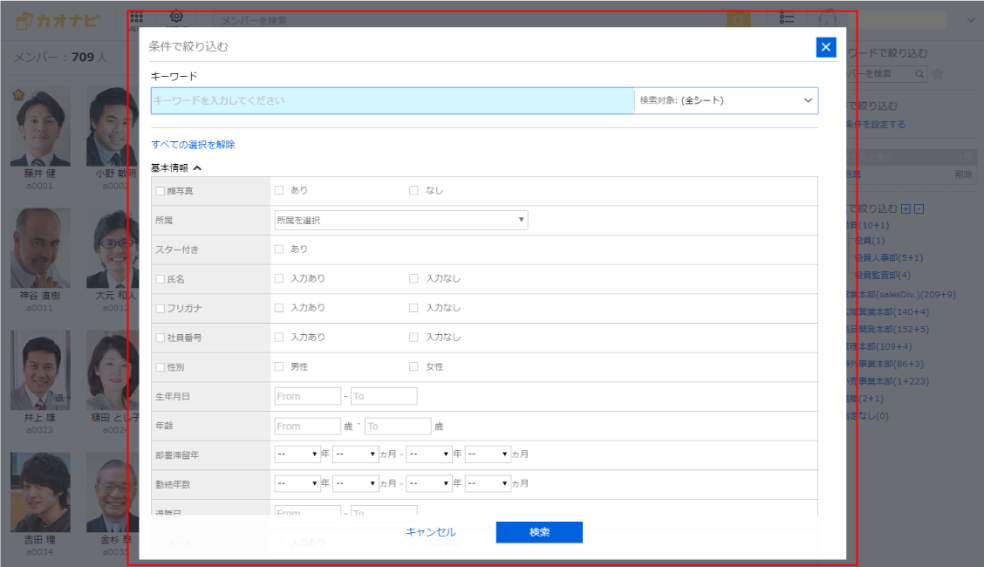 カオナビ
メンバーを検索
メンバー：709 人
藤井 健
a0001
小野 敏明
a0002
神谷 直樹
a0011
大元 和人
a0012
井上 雄
a0023
植田 とし子
a0024
吉田 理
a0034
金杉 泰
a0035
条件で絞り込む
キーワード
キーワードを入力してください
検索対象: (全シート)
すべての選択を解除
基本情報
顔写真 あり なし
所属 所属を選択
スター付き あり
氏名 入力あり 入力なし
フリガナ 入力あり 入力なし
社員番号 入力あり 入力なし
性別 男性 女性
生年月日 From - To
年齢 From 歳 ~ To 歳
部署滞留年 -- 年 -- カ月 - -- 年 -- カ月
勤続年数 -- 年 -- カ月 - -- 年 -- カ月
退職日 From - To
キャンセル 検索
ワードで絞り込む
バーを検索
で絞り込む
条件を設定する
削除
で絞り込む
(10+1)
役員(1)
役員人事部(5+1)
役員監査部(4)
業本部(salesDiv.)(209+9)
営業本部(140+4)
開発本部(152+5)
本部(109+4)
事業本部(86+3)
事業本部(1+223)
(2+1)
なし(0)